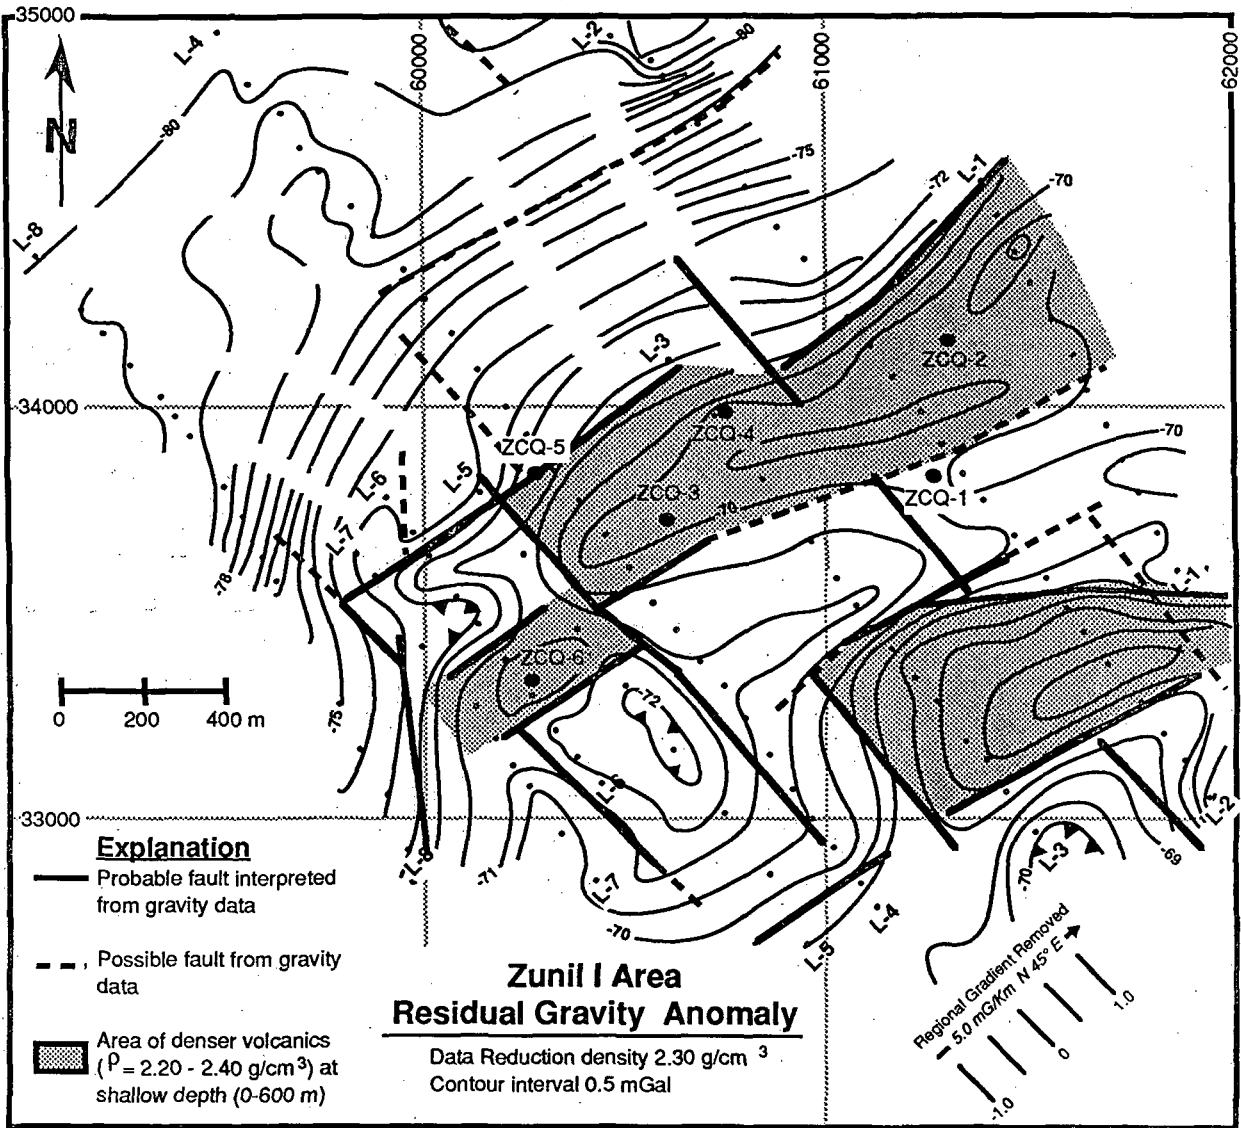 35000
60000
61000
62000
L-4
L-2
-80
N
-80
-75
-72
L-1
-70
L-8
L-3
ZCQ-2
34000
ZCQ-4
ZCQ-5
-70
L-6
L-5
ZCQ-3
ZCQ-1
-70
L-7
-78
L-1
ZCQ-6
-72
-75
0 200 400 m
L-6
33000
L-2
-69
L-3
-70
L-8
-71
L-7
-70
L-4
L-5
Explanation
Probable fault interpreted
from gravity data
Possible fault from gravity
data
Area of denser volcanics
(ρ = 2.20 - 2.40 g/cm3) at
shallow depth (0-600 m)
Zunil I Area
Residual Gravity Anomaly
Data Reduction density 2.30 g/cm 3
Contour interval 0.5 mGal
Regional Gradient Removed
- 5.0 mG/Km N 45° E
1.0
0
-1.0